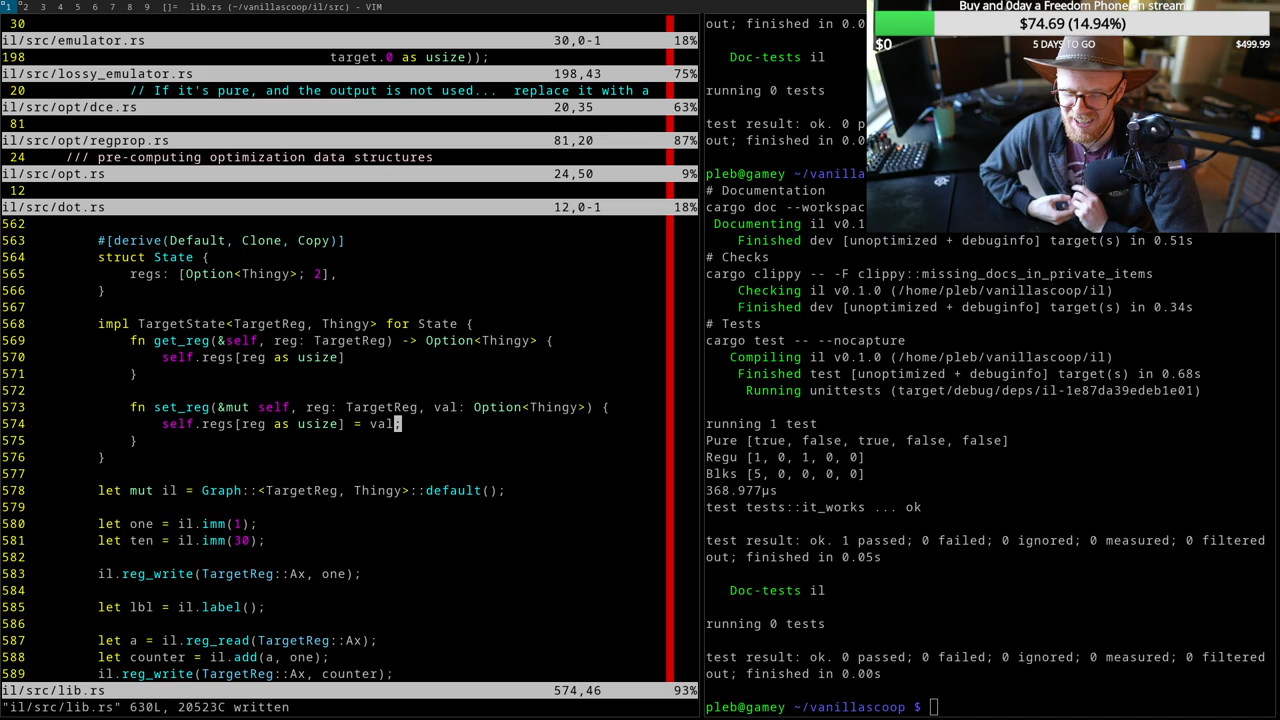 1 2 3 4 5 6 7 8 9 []= lib.rs (~/vanillascoop/il/src) - VIM
30
il/src/emulator.rs 30,0-1 18%
198 target.0 as usize));
il/src/lossy_emulator.rs 198,43 75%
20 // If it's pure, and the output is not used... replace it with a
il/src/opt/dce.rs 20,35 63%
81
il/src/opt/regprop.rs 81,20 87%
24 /// pre-computing optimization data structures
il/src/opt.rs 24,50 9%
12
il/src/dot.rs 12,0-1 18%
562
563 #[derive(Default, Clone, Copy)]
564 struct State {
565 regs: [Option<Thingy>; 2],
566 }
567
568 impl TargetState<TargetReg, Thingy> for State {
569 fn get_reg(&self, reg: TargetReg) -> Option<Thingy> {
570 self.regs[reg as usize]
571 }
572
573 fn set_reg(&mut self, reg: TargetReg, val: Option<Thingy>) {
574 self.regs[reg as usize] = val;
575 }
576 }
577
578 let mut il = Graph::<TargetReg, Thingy>::default();
579
580 let one = il.imm(1);
581 let ten = il.imm(30);
582
583 il.reg_write(TargetReg::Ax, one);
584
585 let lbl = il.label();
586
587 let a = il.reg_read(TargetReg::Ax);
588 let counter = il.add(a, one);
589 il.reg_write(TargetReg::Ax, counter);
il/src/lib.rs 574,46 93%
"il/src/lib.rs" 630L, 20523C written
out; finished in 0.0
Doc-tests il
running 0 tests
test result: ok. 0 p
out; finished in 0.0
pleb@gamey ~/vanilla
# Documentation
cargo doc --workspac
Documenting il v0.1
Finished dev [unoptimized + debuginfo] target(s) in 0.51s
# Checks
cargo clippy -- -F clippy::missing_docs_in_private_items
Checking il v0.1.0 (/home/pleb/vanillascoop/il)
Finished dev [unoptimized + debuginfo] target(s) in 0.34s
# Tests
cargo test -- --nocapture
Compiling il v0.1.0 (/home/pleb/vanillascoop/il)
Finished test [unoptimized + debuginfo] target(s) in 0.68s
Running unittests (target/debug/deps/il-1e87da39edeb1e01)
running 1 test
Pure [true, false, true, false, false]
Regu [1, 0, 1, 0, 0]
Blks [5, 0, 0, 0, 0]
368.977µs
test tests::it_works ... ok
test result: ok. 1 passed; 0 failed; 0 ignored; 0 measured; 0 filtered
out; finished in 0.05s
Doc-tests il
running 0 tests
test result: ok. 0 passed; 0 failed; 0 ignored; 0 measured; 0 filtered
out; finished in 0.00s
pleb@gamey ~/vanillascoop $
Buy and 0day a Freedom Phone in stream
$74.69 (14.94%)
$0 5 DAYS TO GO $499.99